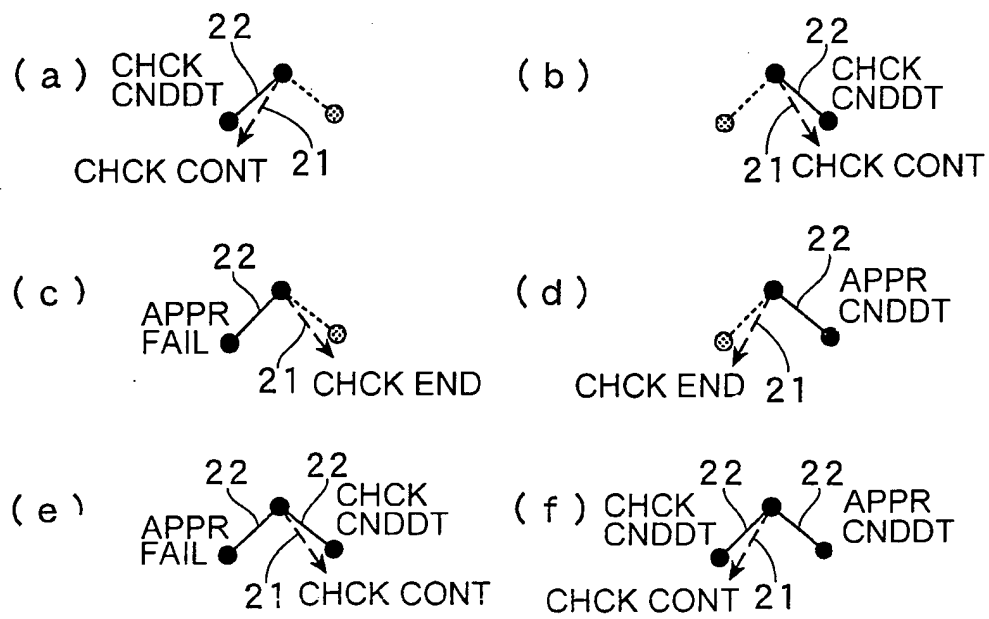 22
( a ) CHCK
CNDDT
CHCK CONT 21
22
( b ) CHCK
CNDDT
21 CHCK CONT
22
( c )
APPR
FAIL
21 CHCK END
22
( d ) APPR
CNDDT
CHCK END 21
22 22
( e ) CHCK
CNDDT
APPR
FAIL
21 CHCK CONT
22 22
( f ) CHCK
CNDDT
APPR
CNDDT
CHCK CONT 21